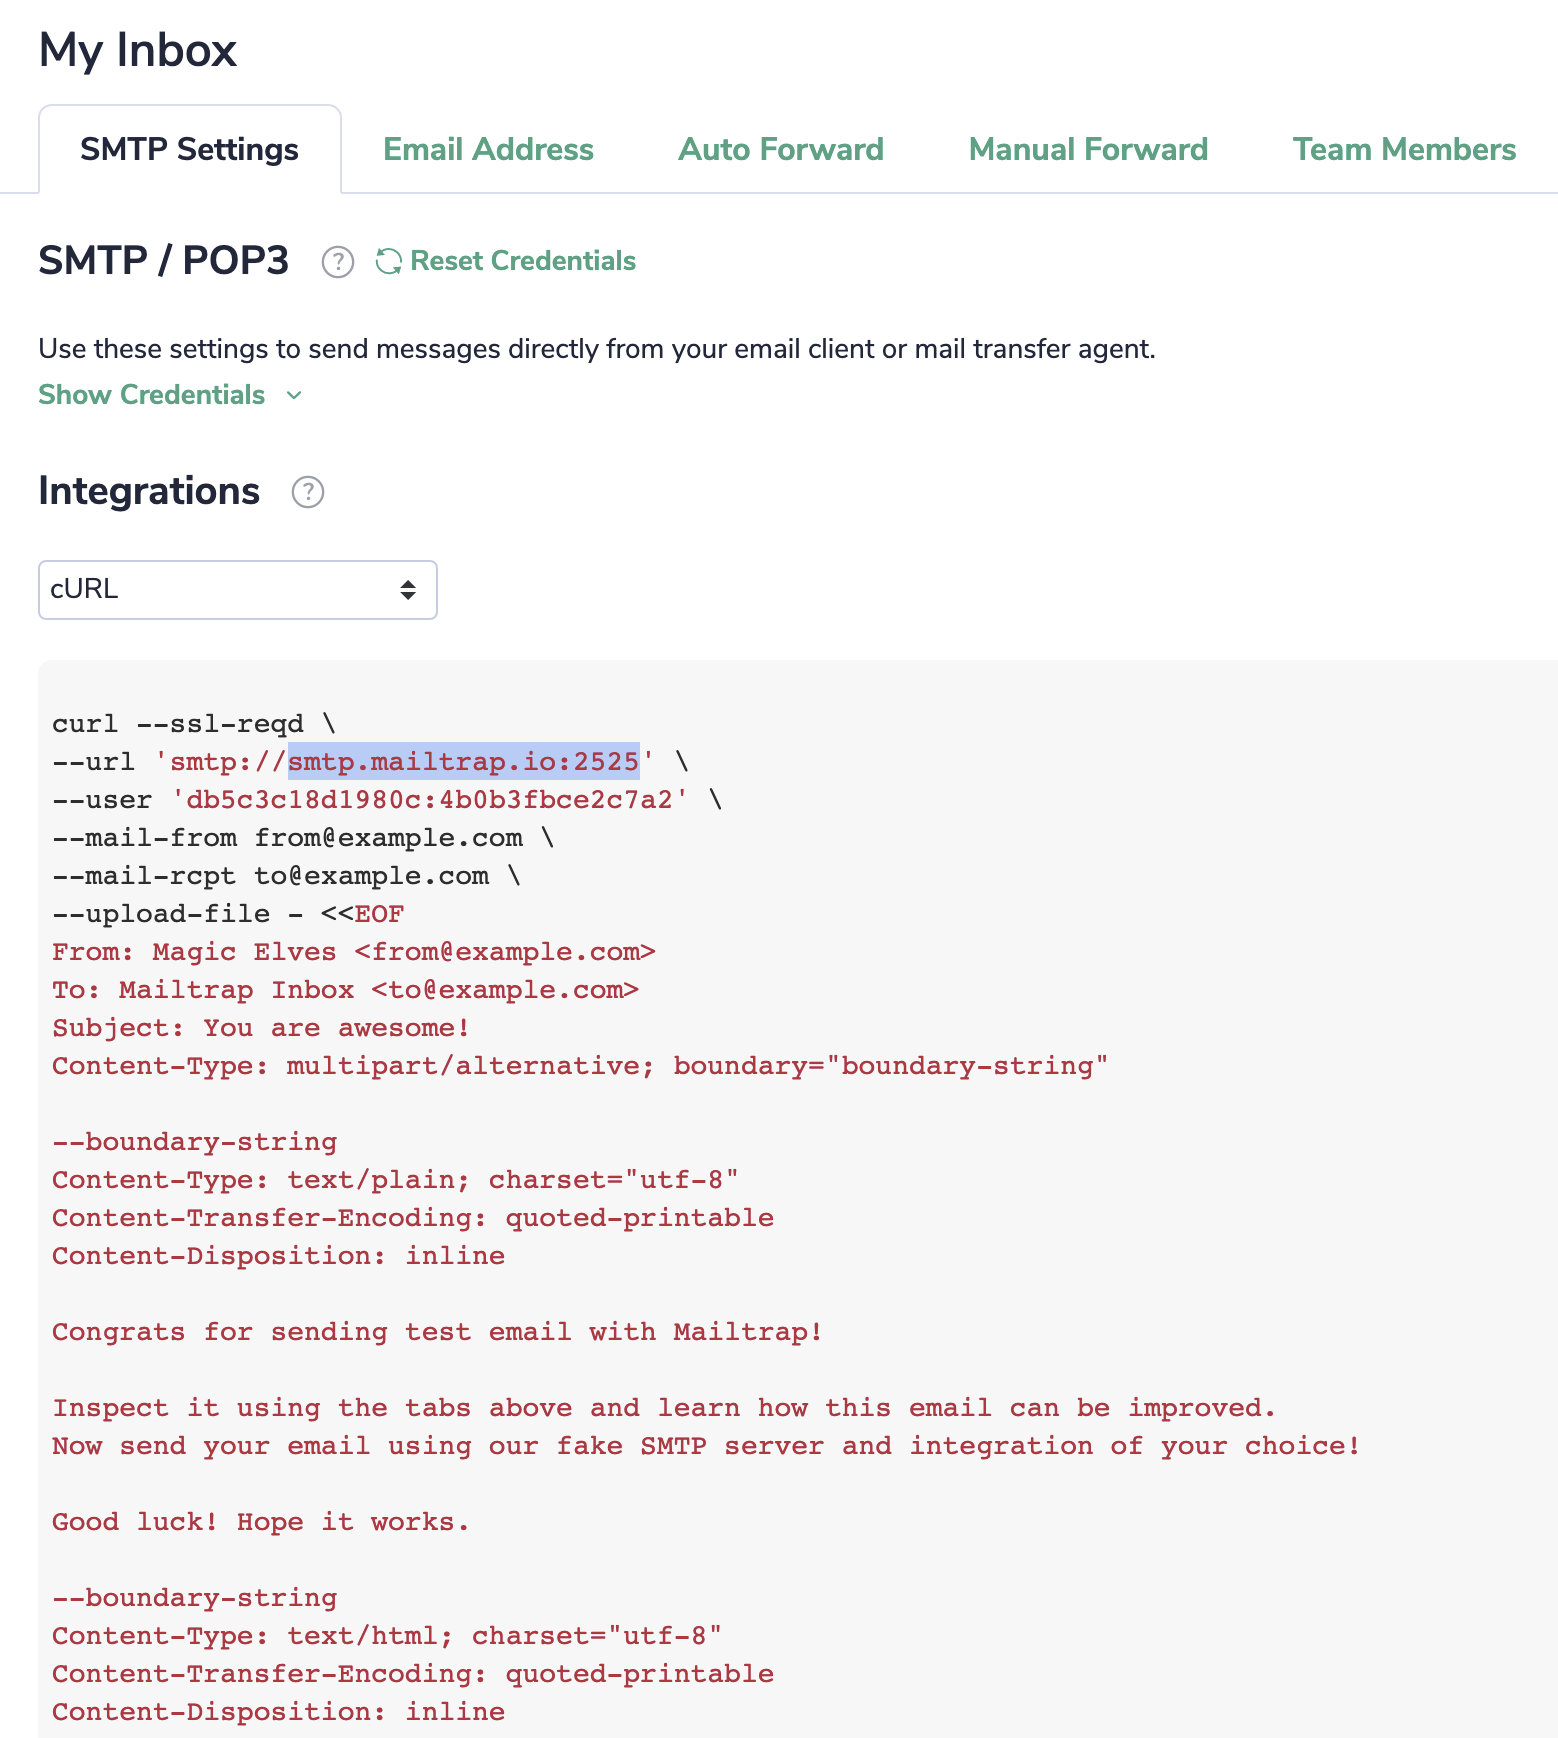 My Inbox
SMTP Settings
Email Address
Auto Forward
Manual Forward
Team Members
SMTP / POP3 ? Reset Credentials
Use these settings to send messages directly from your email client or mail transfer agent.
Show Credentials
Integrations ?
cURL
curl --ssl-reqd \
--url 'smtp://smtp.mailtrap.io:2525' \
--user 'db5c3c18d1980c:4b0b3fbce2c7a2' \
--mail-from from@example.com \
--mail-rcpt to@example.com \
--upload-file - <<EOF
From: Magic Elves <from@example.com>
To: Mailtrap Inbox <to@example.com>
Subject: You are awesome!
Content-Type: multipart/alternative; boundary="boundary-string"
--boundary-string
Content-Type: text/plain; charset="utf-8"
Content-Transfer-Encoding: quoted-printable
Content-Disposition: inline
Congrats for sending test email with Mailtrap!
Inspect it using the tabs above and learn how this email can be improved.
Now send your email using our fake SMTP server and integration of your choice!
Good luck! Hope it works.
--boundary-string
Content-Type: text/html; charset="utf-8"
Content-Transfer-Encoding: quoted-printable
Content-Disposition: inline